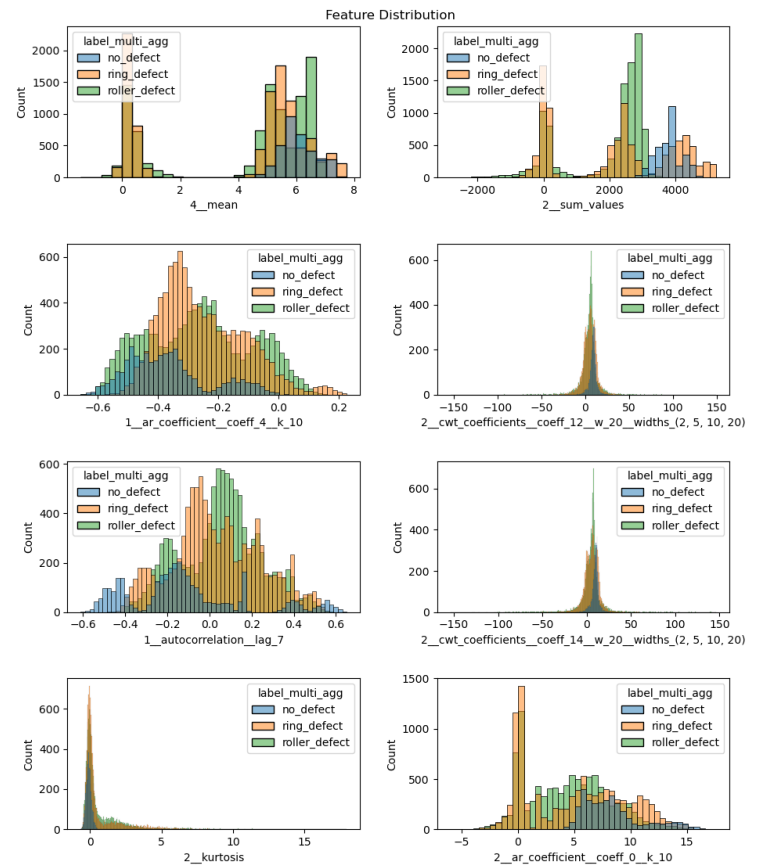 Feature Distribution
label_multi_agg
no_defect
ring_defect
roller_defect
Count
2000
1500
1000
500
0
0 2 4 6 8
4__mean
label_multi_agg
no_defect
ring_defect
roller_defect
Count
2000
1500
1000
500
0
−2000 0 2000 4000
2__sum_values
label_multi_agg
no_defect
ring_defect
roller_defect
Count
600
400
200
0
−0.6 −0.4 −0.2 0.0 0.2
1__ar_coefficient__coeff_4__k_10
label_multi_agg
no_defect
ring_defect
roller_defect
Count
600
400
200
0
−150 −100 −50 0 50 100 150
2__cwt_coefficients__coeff_12__w_20__widths_(2, 5, 10, 20)
label_multi_agg
no_defect
ring_defect
roller_defect
Count
600
400
200
0
−0.6 −0.4 −0.2 0.0 0.2 0.4 0.6
1__autocorrelation__lag_7
label_multi_agg
no_defect
ring_defect
roller_defect
Count
600
400
200
0
−150 −100 −50 0 50 100 150
2__cwt_coefficients__coeff_14__w_20__widths_(2, 5, 10, 20)
label_multi_agg
no_defect
ring_defect
roller_defect
Count
600
400
200
0
0 5 10 15
2__kurtosis
label_multi_agg
no_defect
ring_defect
roller_defect
Count
1500
1000
500
0
−5 0 5 10 15
2__ar_coefficient__coeff_0__k_10